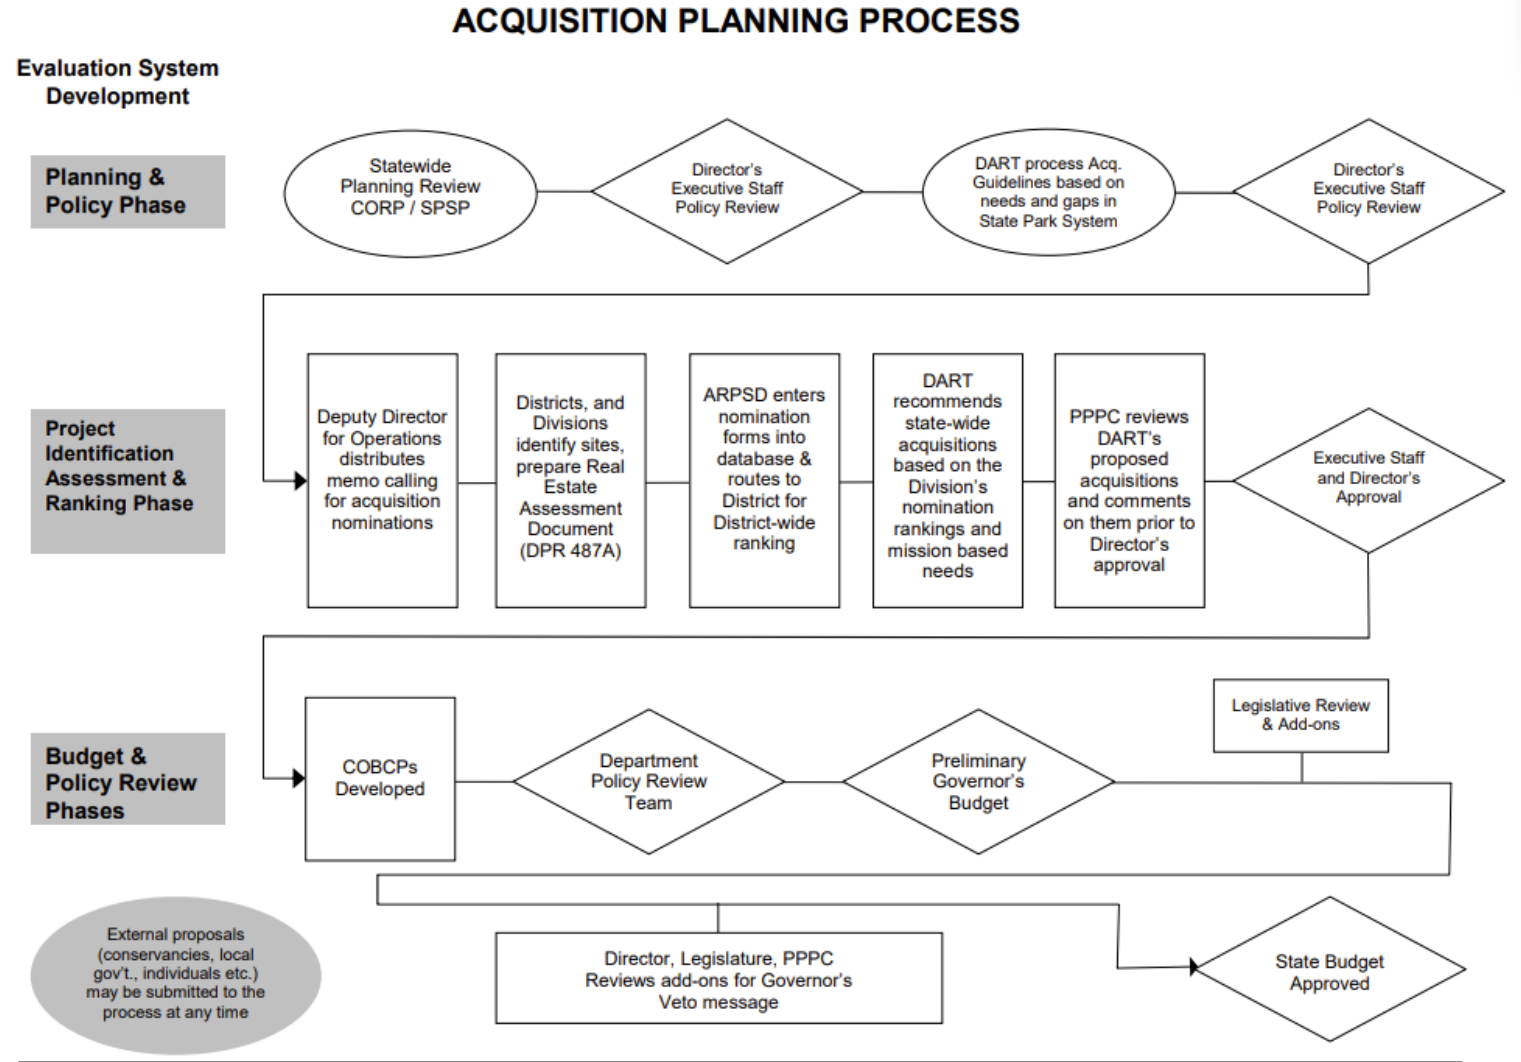 ACQUISITION PLANNING PROCESS
Evaluation System
Development
Planning &
Policy Phase
Statewide
Planning Review
CORP / SPSP
Director's
Executive Staff
Policy Review
DART process Acq.
Guidelines based on
needs and gaps in
State Park System
Director's
Executive Staff
Policy Review
Project
Identification
Assessment &
Ranking Phase
Deputy Director
for Operations
distributes
memo calling
for acquisition
nominations
Districts, and
Divisions
identify sites,
prepare Real
Estate
Assessment
Document
(DPR 487A)
ARPSD enters
nomination
forms into
database &
routes to
District for
District-wide
ranking
DART
recommends
state-wide
acquisitions
based on the
Division's
nomination
rankings and
mission based
needs
PPPC reviews
DART's
proposed
acquisitions
and comments
on them prior to
Director's
approval
Executive Staff
and Director's
Approval
Budget &
Policy Review
Phases
COBCPs
Developed
Department
Policy Review
Team
Preliminary
Governor's
Budget
Legislative Review
& Add-ons
External proposals
(conservancies, local
gov't., individuals etc.)
may be submitted to the
process at any time
Director, Legislature, PPPC
Reviews add-ons for Governor's
Veto message
State Budget
Approved